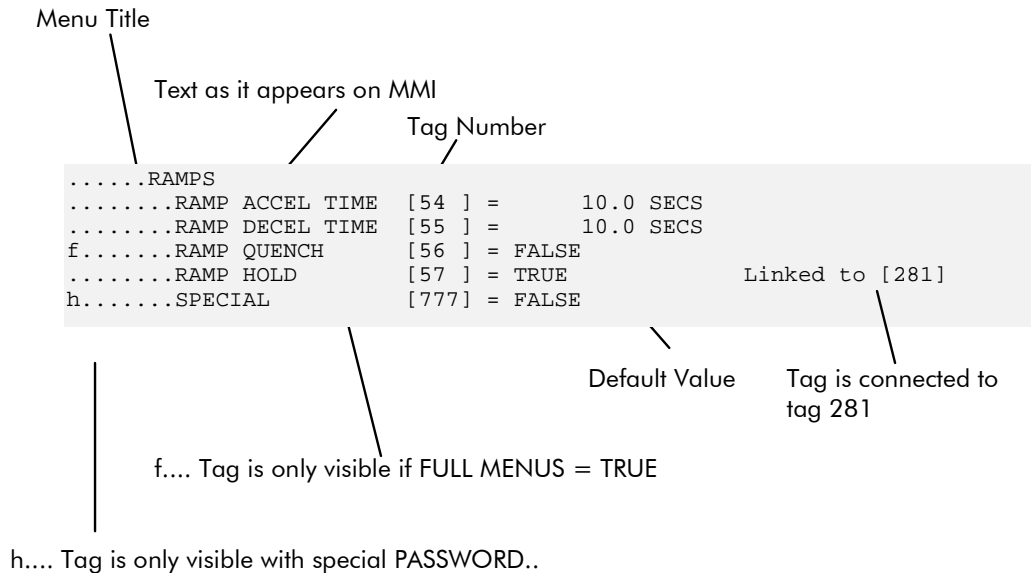 Menu Title
Text as it appears on MMI
Tag Number
......RAMPS
........RAMP ACCEL TIME  [54 ] =      10.0 SECS
........RAMP DECEL TIME  [55 ] =      10.0 SECS
f.......RAMP QUENCH      [56 ] = FALSE
........RAMP HOLD        [57 ] = TRUE             Linked to [281]
h.......SPECIAL          [777] = FALSE
Default Value
Tag is connected to
tag 281
f.... Tag is only visible if FULL MENUS = TRUE
h.... Tag is only visible with special PASSWORD..